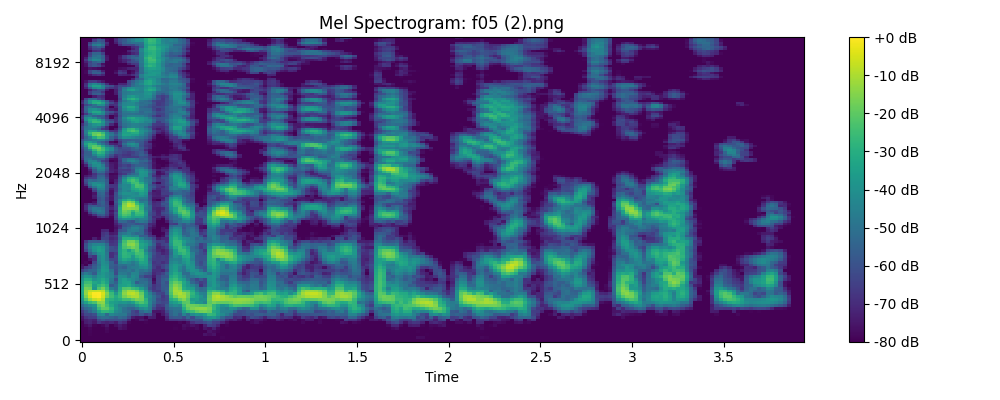 Mel Spectrogram: f05 (2).png
+0 dB
8192
-10 dB
4096
-20 dB
-30 dB
2048
Hz
-40 dB
1024
-50 dB
-60 dB
512
-70 dB
0
-80 dB
0 0.5 1 1.5 2 2.5 3 3.5
Time